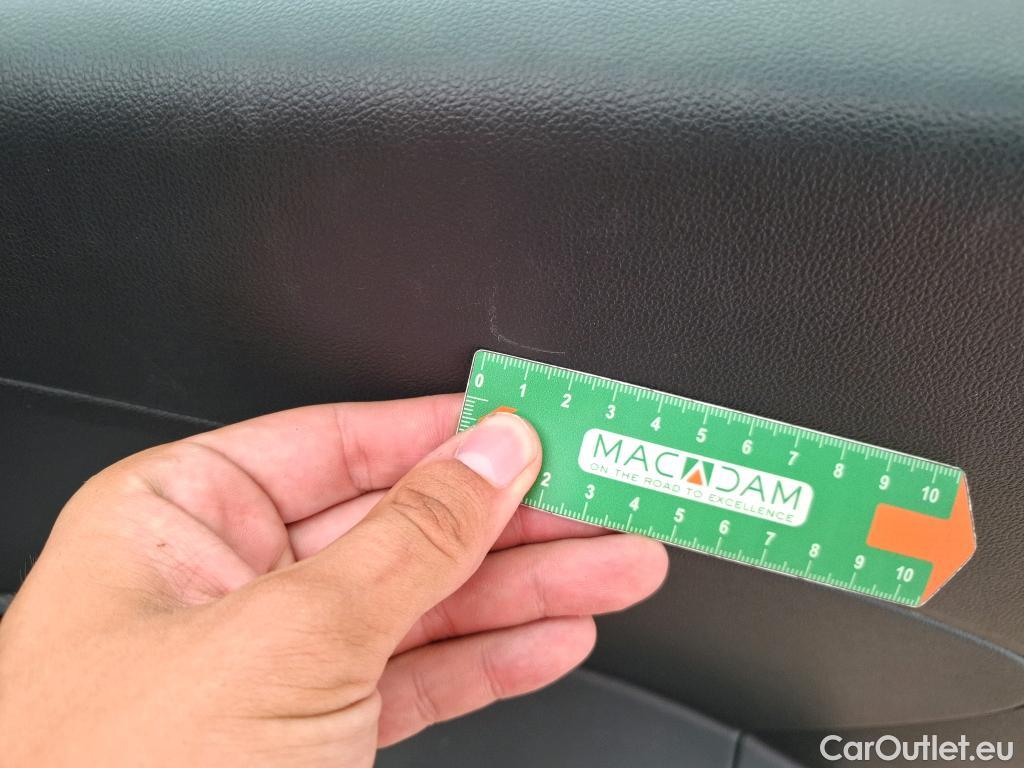 0 1 2 3 4 5 6 7 8 9 10
MACADAM
ON THE ROAD TO EXCELLENCE
2 3 4 5 6 7 8 9 10
CarOutlet.eu